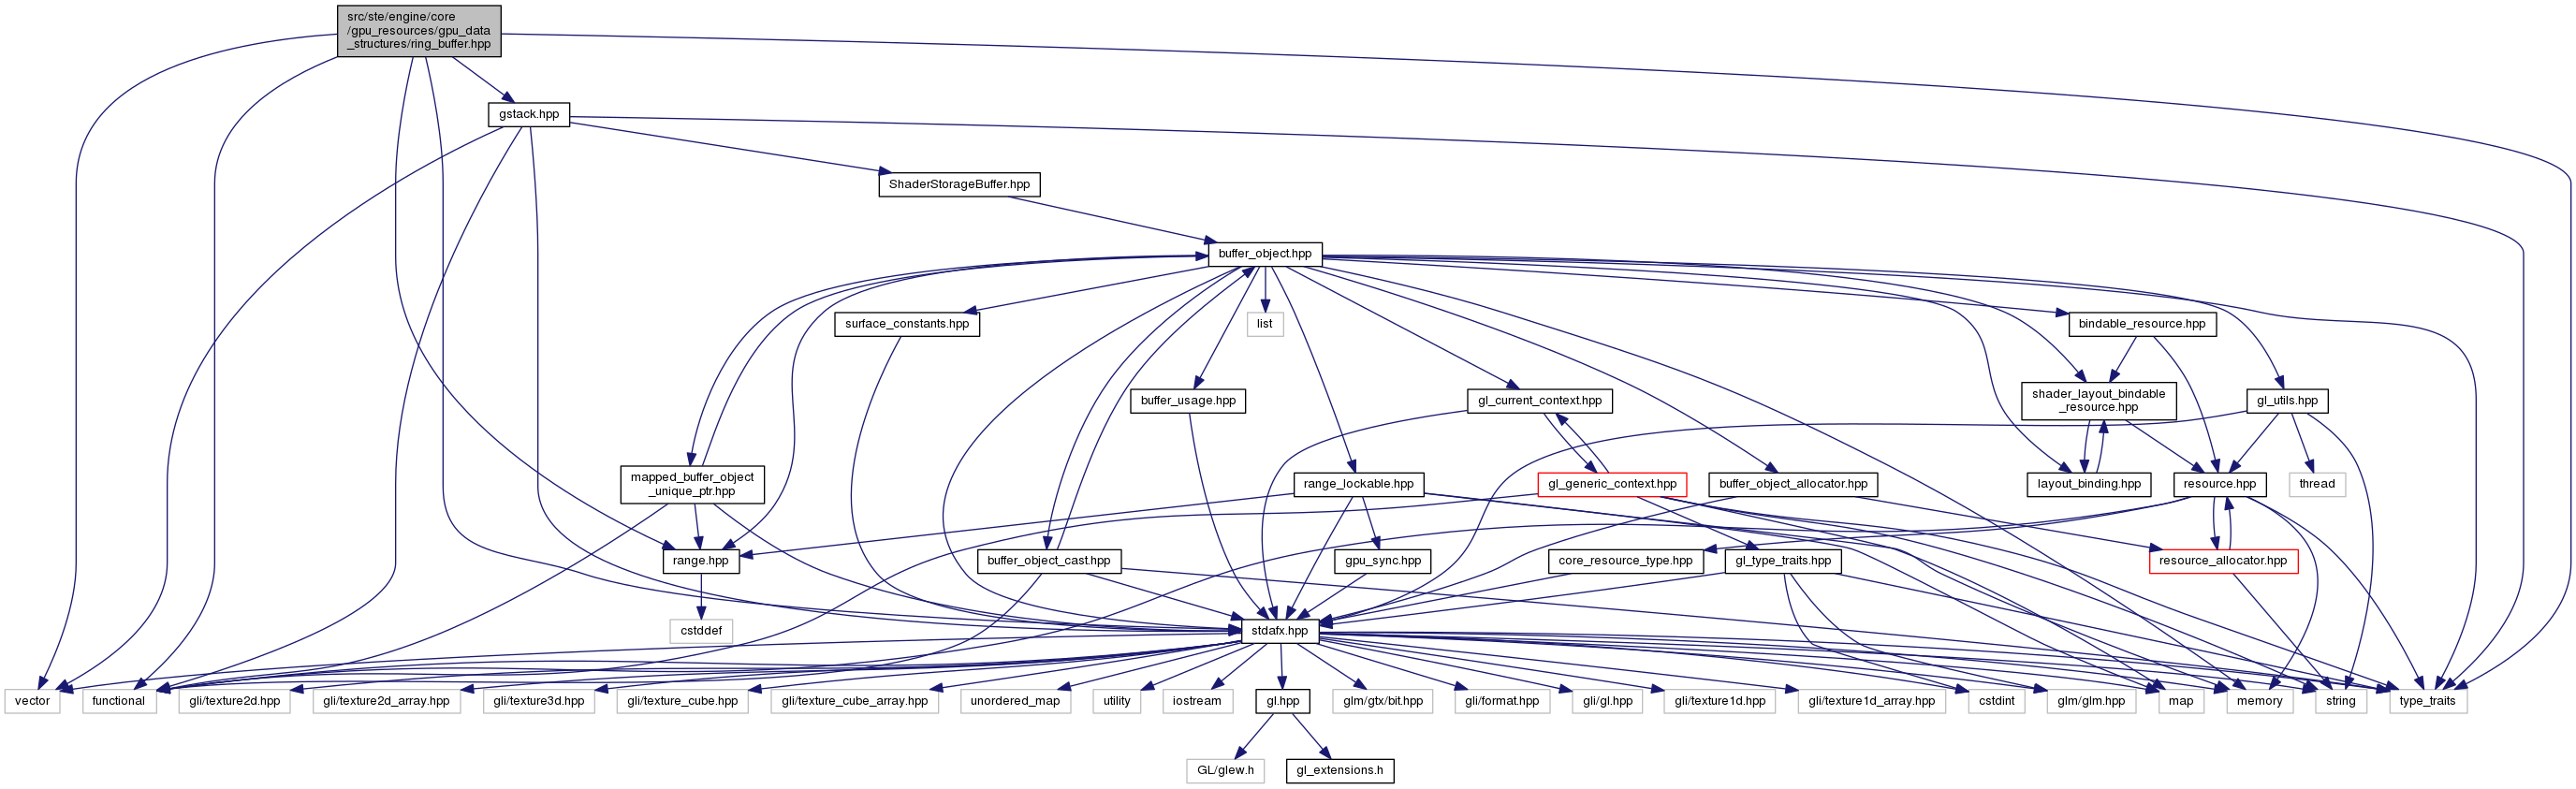 src/ste/engine/core
/gpu_resources/gpu_data
_structures/ring_buffer.hpp
gstack.hpp
ShaderStorageBuffer.hpp
buffer_object.hpp
surface_constants.hpp
list
bindable_resource.hpp
buffer_usage.hpp
gl_current_context.hpp
shader_layout_bindable
_resource.hpp
gl_utils.hpp
mapped_buffer_object
_unique_ptr.hpp
range_lockable.hpp
gl_generic_context.hpp
buffer_object_allocator.hpp
layout_binding.hpp
resource.hpp
thread
range.hpp
buffer_object_cast.hpp
gpu_sync.hpp
core_resource_type.hpp
gl_type_traits.hpp
resource_allocator.hpp
cstddef
stdafx.hpp
vector
functional
gli/texture2d.hpp
gli/texture2d_array.hpp
gli/texture3d.hpp
gli/texture_cube.hpp
gli/texture_cube_array.hpp
unordered_map
utility
iostream
gl.hpp
glm/gtx/bit.hpp
gli/format.hpp
gli/gl.hpp
gli/texture1d.hpp
gli/texture1d_array.hpp
cstdint
glm/glm.hpp
map
memory
string
type_traits
GL/glew.h
gl_extensions.h